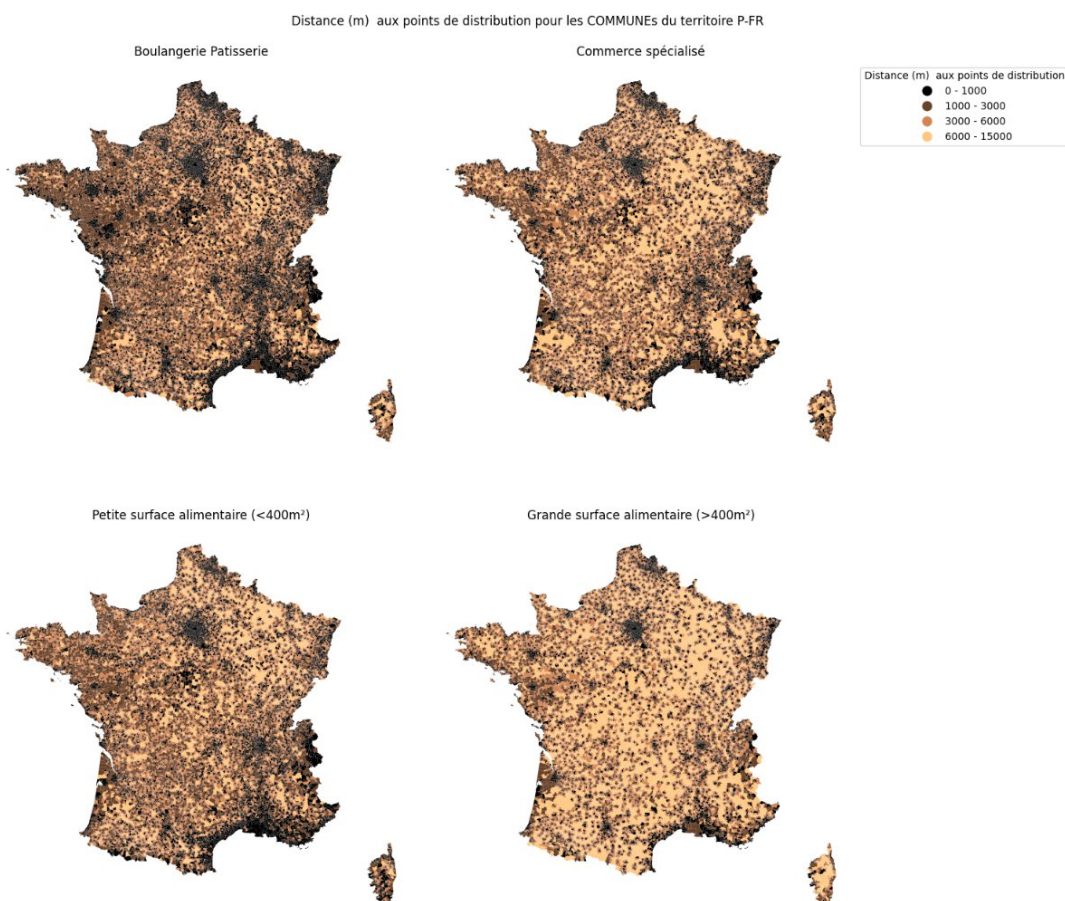 Distance (m)  aux points de distribution pour les COMMUNEs du territoire P-FR
Boulangerie Patisserie
Commerce spécialisé
Distance (m)  aux points de distribution
0 - 1000
1000 - 3000
3000 - 6000
6000 - 15000
Petite surface alimentaire (<400m²)
Grande surface alimentaire (>400m²)